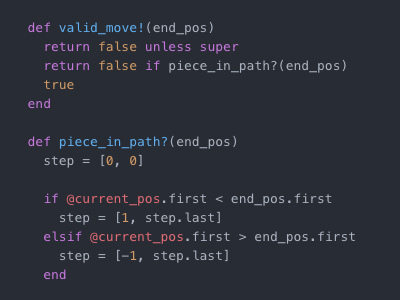 def valid_move!(end_pos)
  return false unless super
  return false if piece_in_path?(end_pos)
  true
end

def piece_in_path?(end_pos)
  step = [0, 0]

  if @current_pos.first < end_pos.first
    step = [1, step.last]
  elsif @current_pos.first > end_pos.first
    step = [-1, step.last]
  end